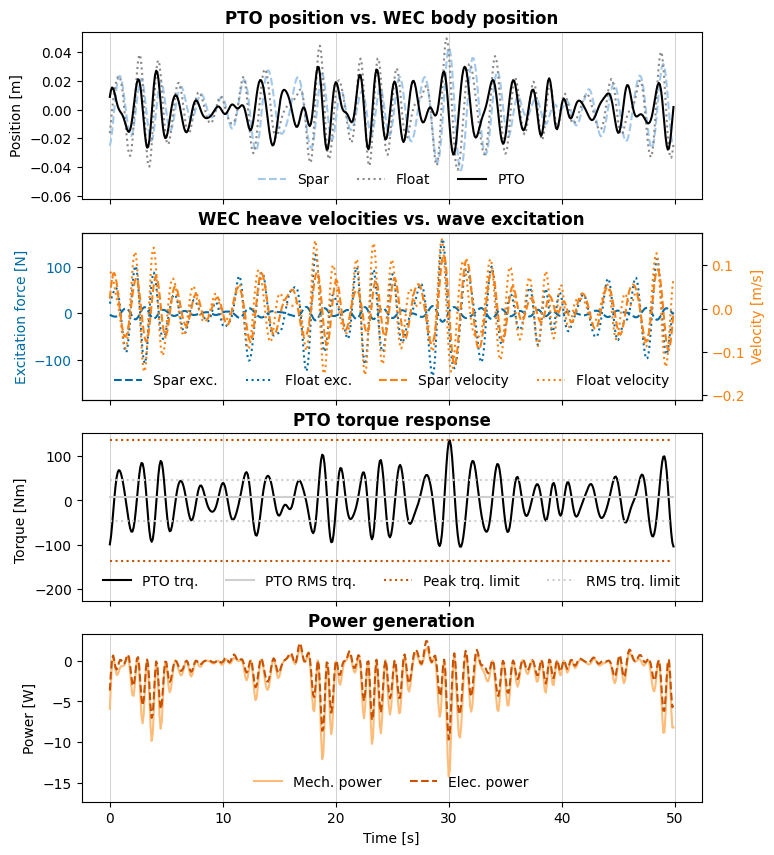 PTO position vs. WEC body position
Position [m]
0.04
0.02
0.00
−0.02
−0.04
−0.06
Spar Float PTO
WEC heave velocities vs. wave excitation
Excitation force [N]
100
0
−100
0.1
0.0
−0.1
−0.2
Velocity [m/s]
Spar exc. Float exc. Spar velocity Float velocity
PTO torque response
Torque [Nm]
100
0
−100
−200
PTO trq. PTO RMS trq. Peak trq. limit RMS trq. limit
Power generation
Power [W]
0
−5
−10
−15
Mech. power Elec. power
0 10 20 30 40 50
Time [s]